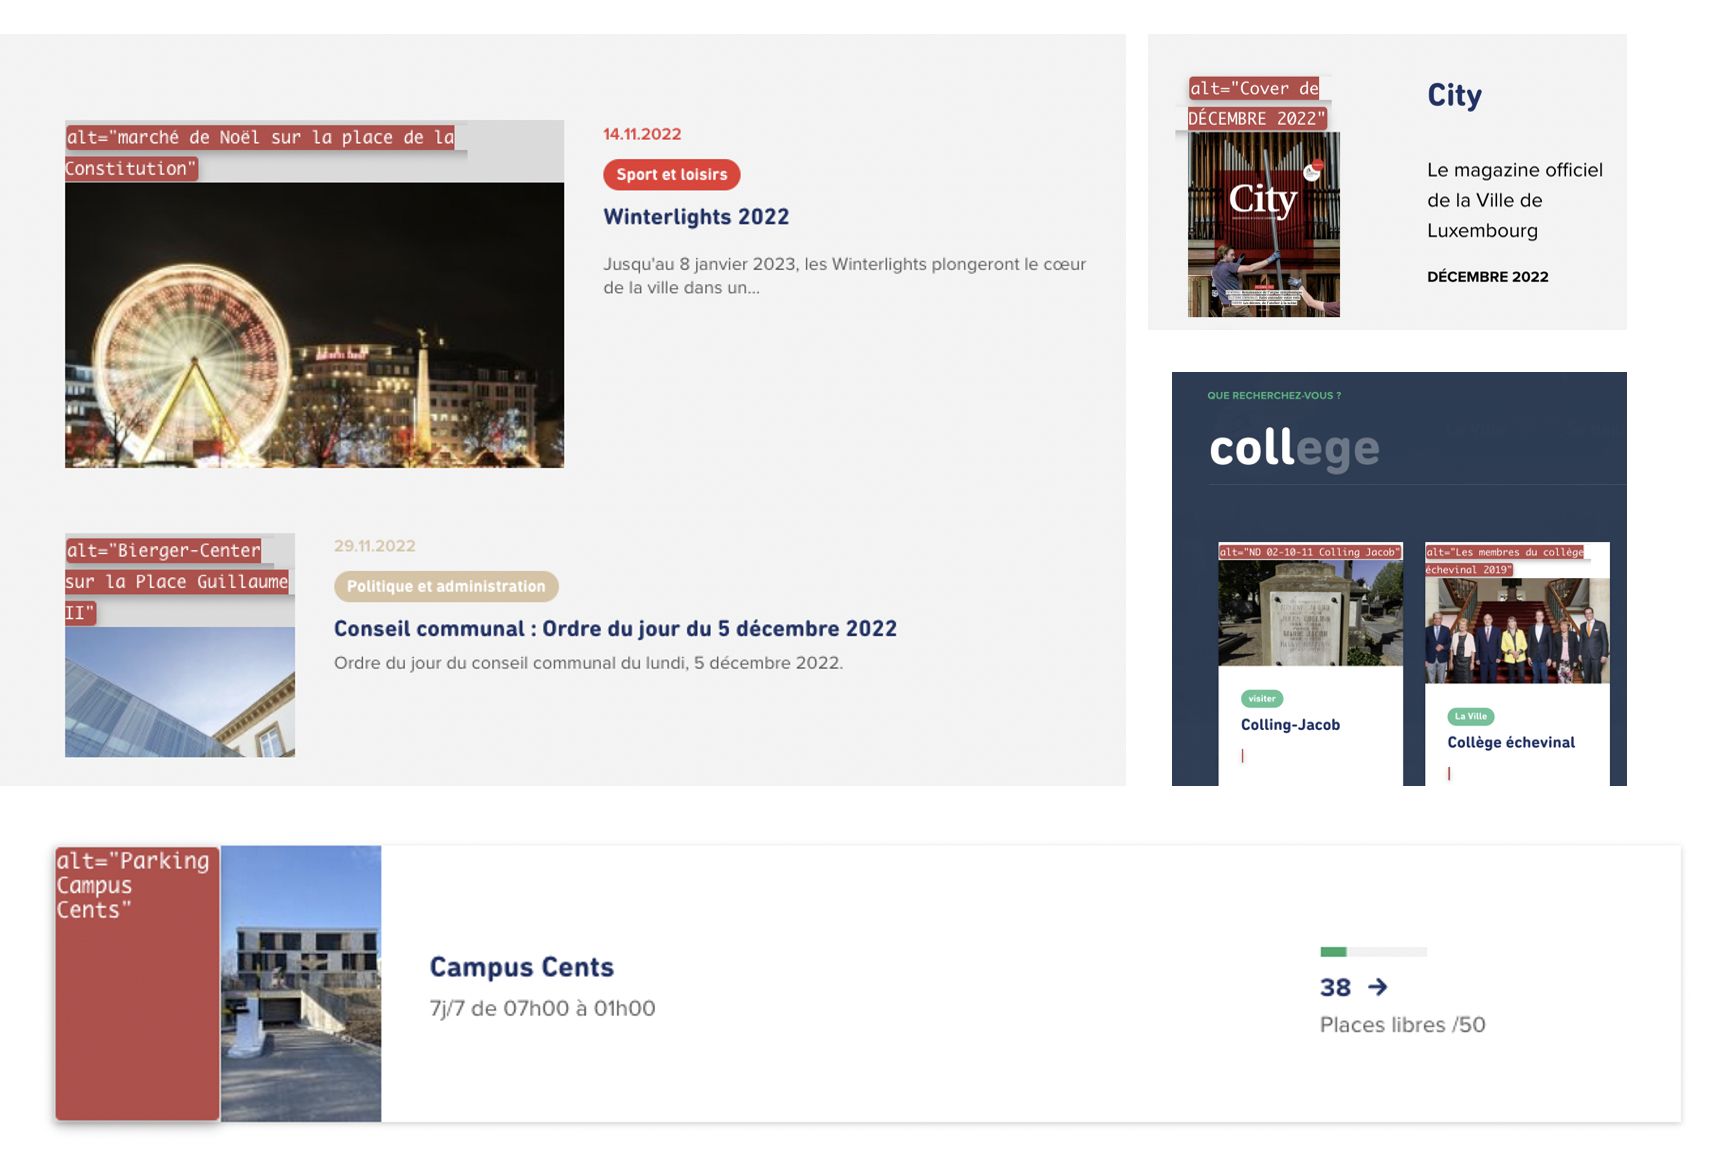 alt="marché de Noël sur la place de la
Constitution"
14.11.2022
Sport et loisirs
Winterlights 2022
Jusqu'au 8 janvier 2023, les Winterlights plongeront le cœur
de la ville dans un...
alt="Bierger-Center
sur la Place Guillaume
II"
29.11.2022
Politique et administration
Conseil communal : Ordre du jour du 5 décembre 2022
Ordre du jour du conseil communal du lundi, 5 décembre 2022.
alt="Cover de
DÉCEMBRE 2022"
City
City
Le magazine officiel
de la Ville de
Luxembourg
DÉCEMBRE 2022
QUE RECHERCHEZ-VOUS ?
college
alt="ND 02-10-11 Colling Jacob"
visiter
Colling-Jacob
alt="Les membres du collège
échevinal 2019"
La Ville
Collège échevinal
alt="Parking
Campus
Cents"
Campus Cents
7j/7 de 07h00 à 01h00
38 →
Places libres /50